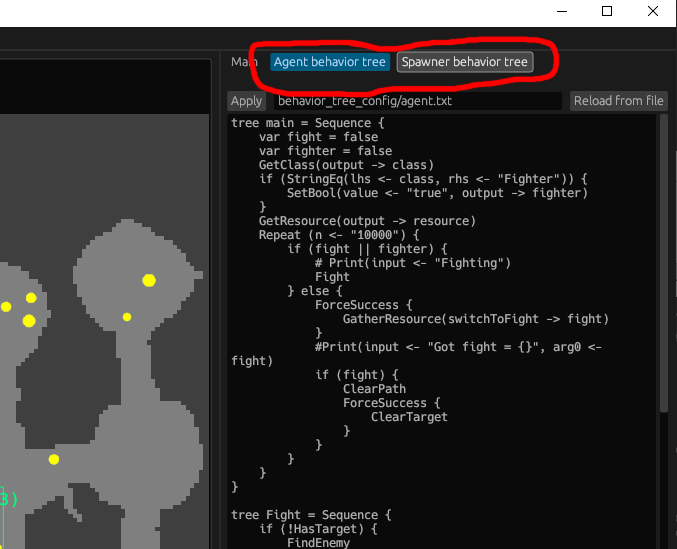 Main Agent behavior tree Spawner behavior tree
Apply behavior_tree_config/agent.txt Reload from file
tree main = Sequence {
    var fight = false
    var fighter = false
    GetClass(output -> class)
    if (StringEq(lhs <- class, rhs <- "Fighter")) {
        SetBool(value <- "true", output -> fighter)
    }
    GetResource(output -> resource)
    Repeat (n <- "10000") {
        if (fight || fighter) {
            # Print(input <- "Fighting")
            Fight
        } else {
            ForceSuccess {
                GatherResource(switchToFight -> fight)
            }
            #Print(input <- "Got fight = {}", arg0 <-
fight)
            if (fight) {
                ClearPath
                ForceSuccess {
                    ClearTarget
                }
            }
        }
    }
}
3)
tree Fight = Sequence {
    if (!HasTarget) {
        FindEnemy